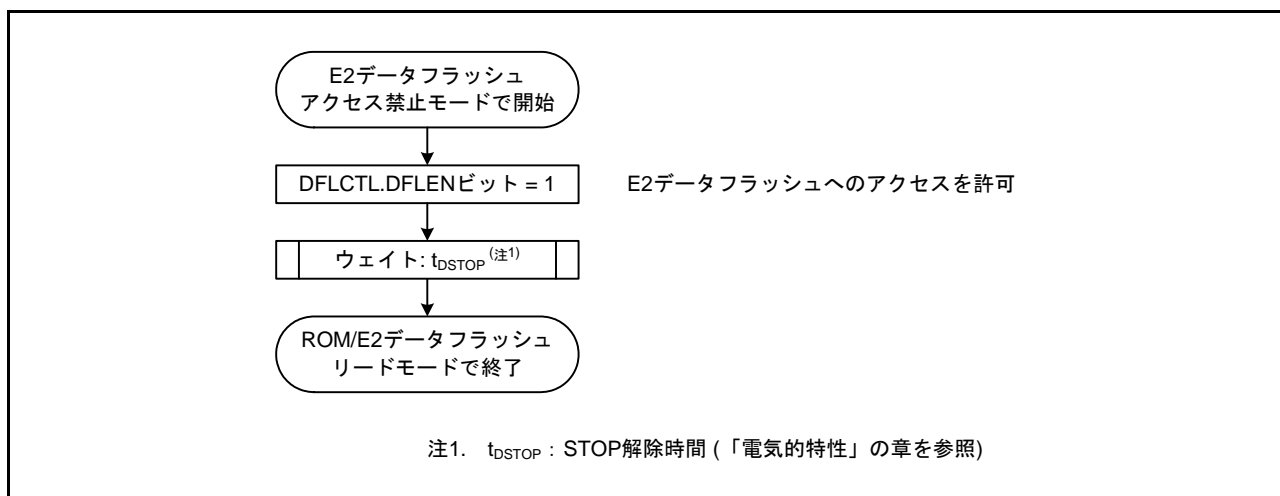 E2データフラッシュ
アクセス禁止モードで開始
DFLCTL.DFLENビット = 1
E2データフラッシュへのアクセスを許可
ウェイト: tDSTOP (注1)
ROM/E2データフラッシュ
リードモードで終了
注1. tDSTOP : STOP解除時間 (「電気的特性」の章を参照)